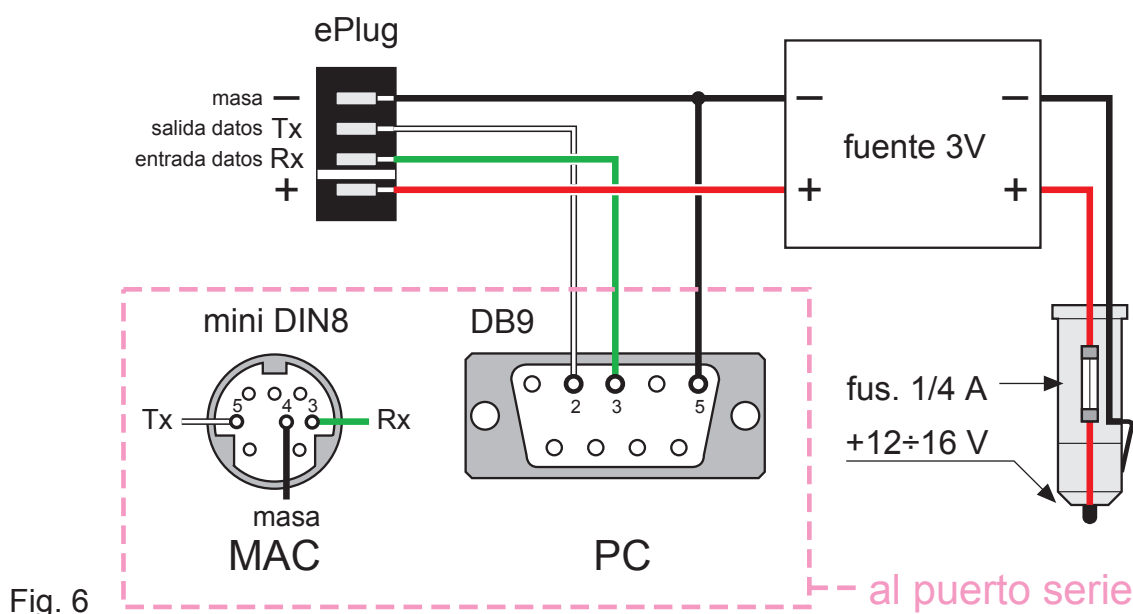 ePlug
masa −
salida datos Tx
entrada datos Rx
+
− −
fuente 3V
+ +
mini DIN8 DB9
5 4 3
Tx Rx
masa
MAC
2 3 5
PC
fus. 1/4 A
+12÷16 V
al puerto serie
Fig. 6